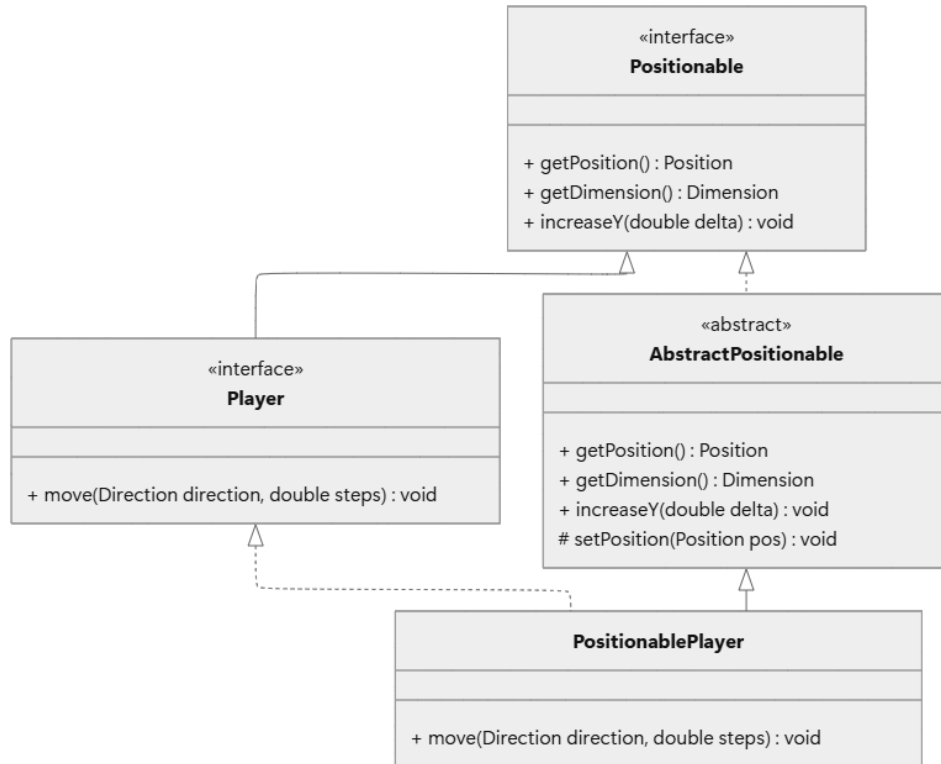 «interface»
Positionable
+ getPosition() : Position
+ getDimension() : Dimension
+ increaseY(double delta) : void
«interface»
Player
+ move(Direction direction, double steps) : void
«abstract»
AbstractPositionable
+ getPosition() : Position
+ getDimension() : Dimension
+ increaseY(double delta) : void
# setPosition(Position pos) : void
PositionablePlayer
+ move(Direction direction, double steps) : void